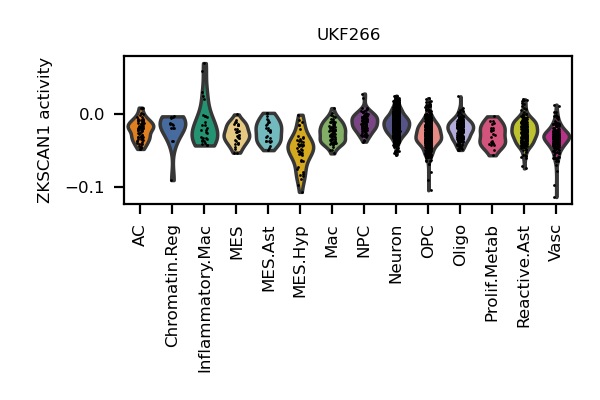 UKF266
ZKSCAN1 activity
0.0
−0.1
AC
Chromatin.Reg
Inflammatory.Mac
MES
MES.Ast
MES.Hyp
Mac
NPC
Neuron
OPC
Oligo
Prolif.Metab
Reactive.Ast
Vasc